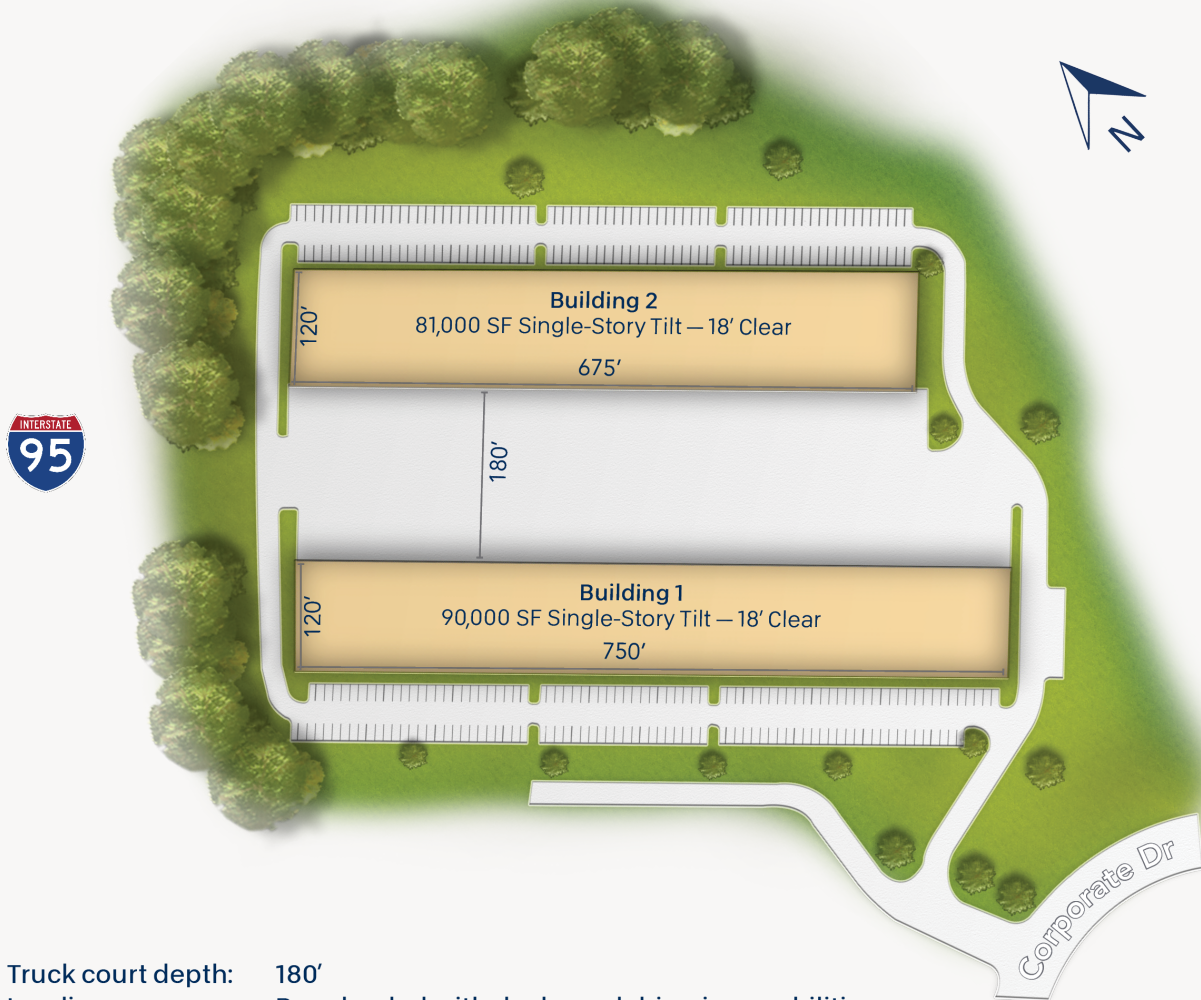 N
Building 2
81,000 SF Single-Story Tilt — 18′ Clear
120′
675′
INTERSTATE
95
180′
Building 1
90,000 SF Single-Story Tilt — 18′ Clear
120′
750′
Corporate Dr
Truck court depth: 180′